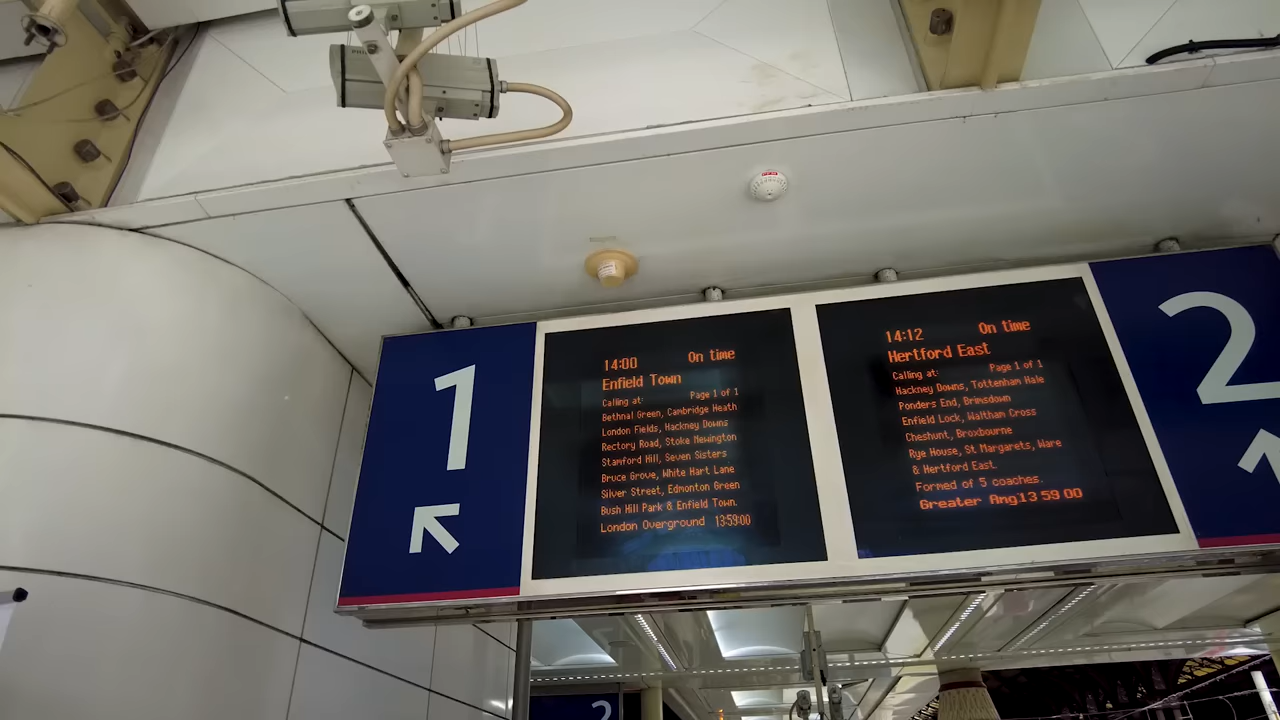 1
14:00 On time
Enfield Town
Calling at: Page 1 of 1
Bethnal Green, Cambridge Heath
London Fields, Hackney Downs
Rectory Road, Stoke Newington
Stamford Hill, Seven Sisters
Bruce Grove, White Hart Lane
Silver Street, Edmonton Green
Bush Hill Park & Enfield Town.
London Overground 13:59:00
14:12 On time
Hertford East
Calling at: Page 1 of 1
Hackney Downs, Tottenham Hale
Ponders End, Brimsdown
Enfield Lock, Waltham Cross
Cheshunt, Broxbourne
Rye House, St Margarets, Ware
& Hertford East.
Formed of 5 coaches.
Greater Angl13 59 00
2
2